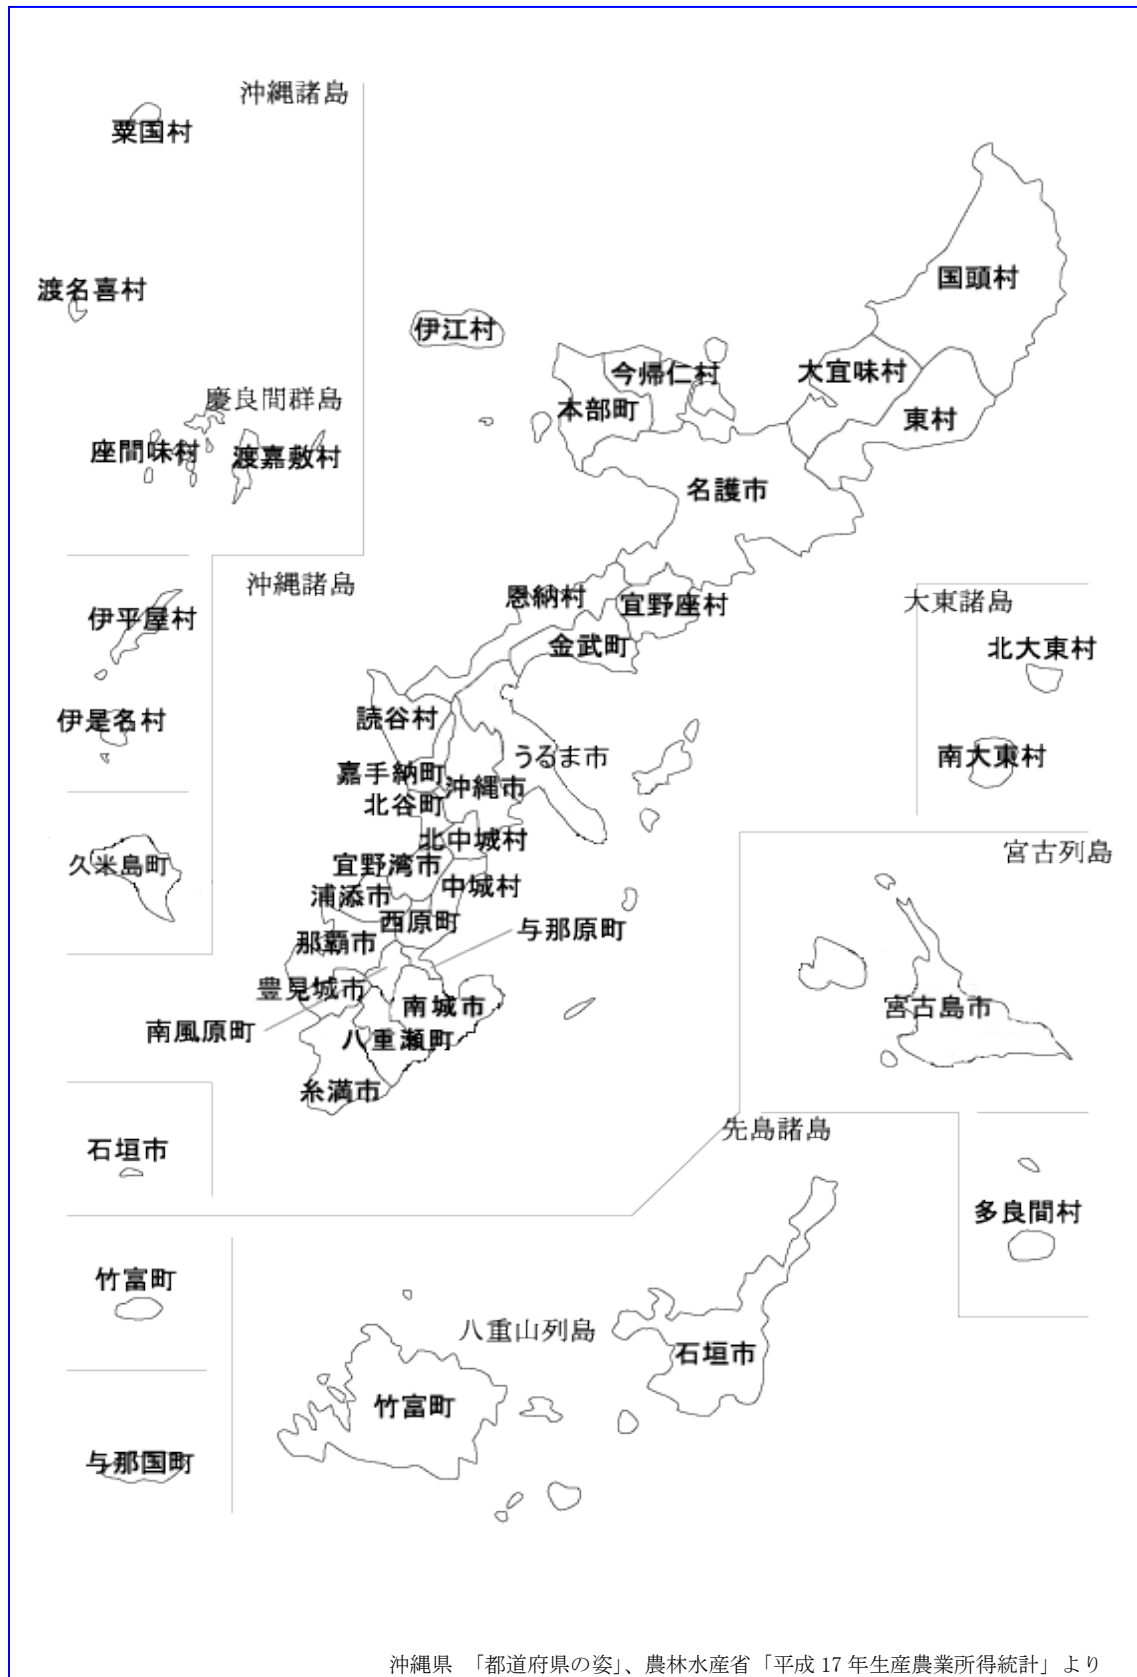 沖縄諸島
粟国村
渡名喜村
慶良間群島
座間味村
渡嘉敷村
伊江村
国頭村
今帰仁村
大宜味村
本部町
東村
名護市
沖縄諸島
伊平屋村
伊是名村
久米島町
恩納村
宜野座村
金武町
大東諸島
北大東村
南大東村
読谷村
うるま市
嘉手納町
沖縄市
北谷町
北中城村
宜野湾市
中城村
浦添市
西原町
与那原町
那覇市
豊見城市
南城市
南風原町
八重瀬町
糸満市
宮古列島
宮古島市
先島諸島
石垣市
多良間村
竹富町
八重山列島
石垣市
竹富町
与那国町
沖縄県 「都道府県の姿」、農林水産省「平成 17 年生産農業所得統計」より